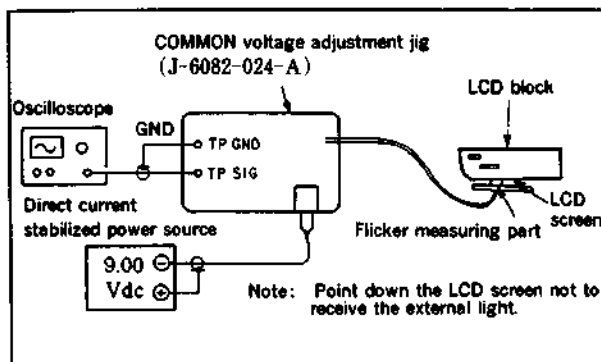 COMMON voltage adjustment jig
(J-6082-024-A)
LCD block
Oscilloscope
GND
TP GND
TP SIG
LCD
screen
Direct current
stabilized power source
Flicker measuring part
9.00
Vdc
Note: Point down the LCD screen not to
receive the external light.